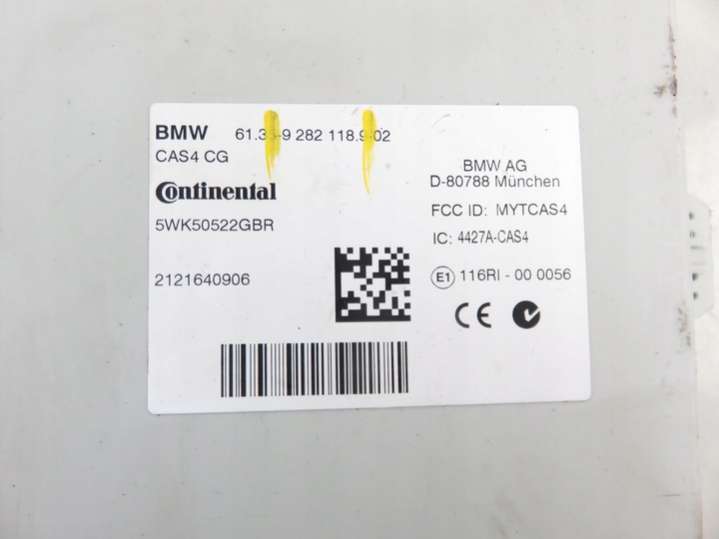 BMW 61.35-9 282 118.9-02
CAS4 CG
Continental
5WK50522GBR
2121640906
BMW AG
D-80788 München
FCC ID: MYTCAS4
IC: 4427A-CAS4
E1 116RI - 00 0056
CE